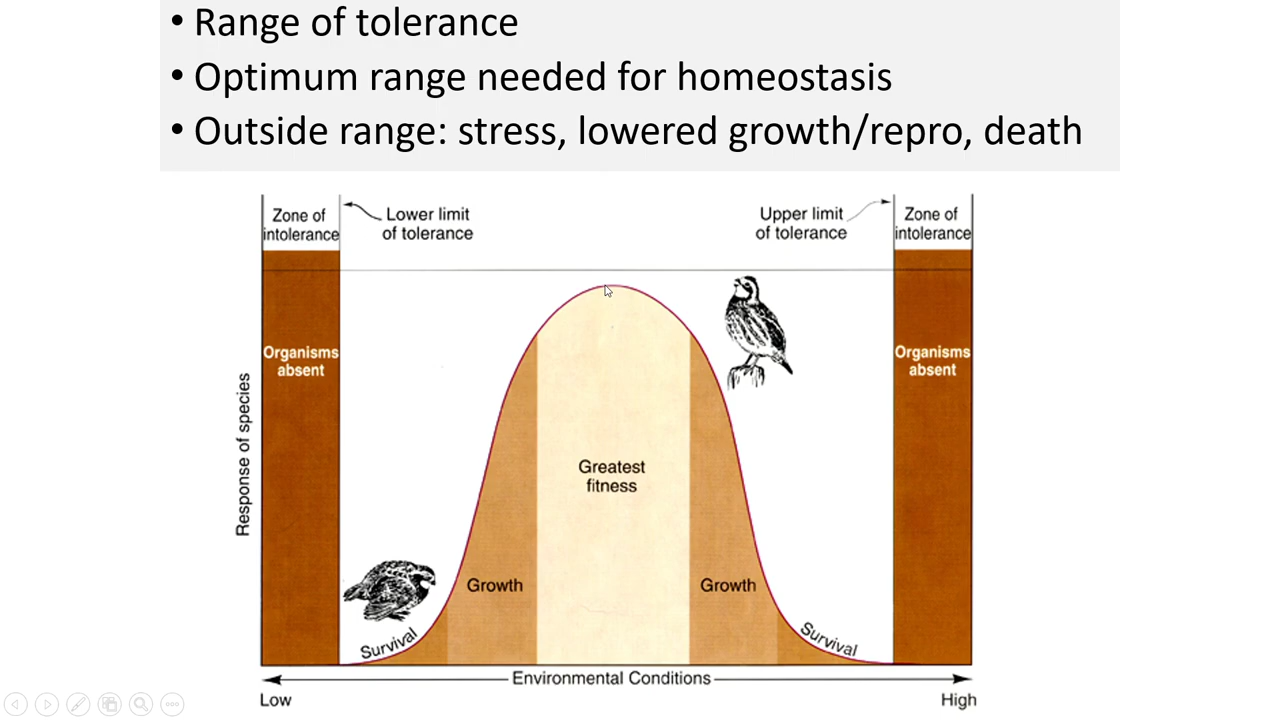 • Range of tolerance
• Optimum range needed for homeostasis
• Outside range: stress, lowered growth/repro, death
Zone of
intolerance
Lower limit
of tolerance
Upper limit
of tolerance
Zone of
intolerance
Organisms
absent
Organisms
absent
Response of species
Greatest
fitness
Growth
Growth
Survival
Survival
Environmental Conditions
Low
High